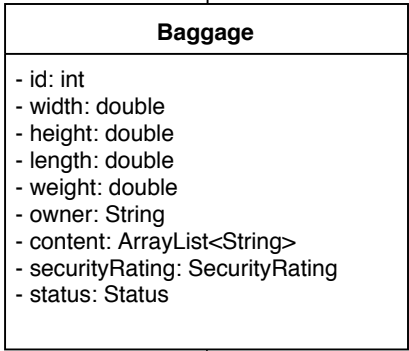 Baggage
- id: int
- width: double
- height: double
- length: double
- weight: double
- owner: String
- content: ArrayList<String>
- securityRating: SecurityRating
- status: Status